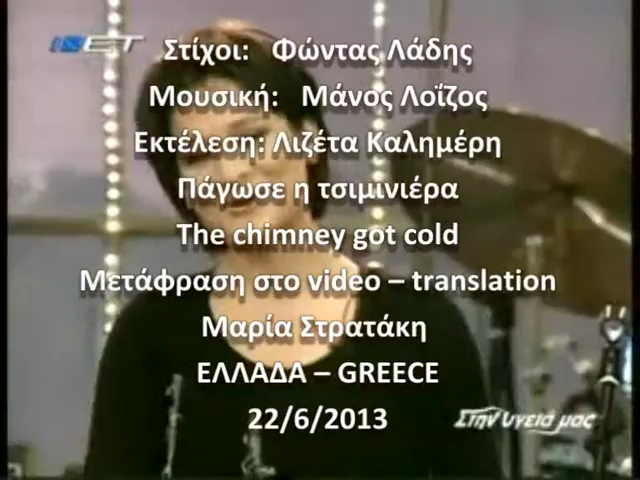 NET
Στίχοι: Φώντας Λάδης
Μουσική: Μάνος Λοΐζος
Εκτέλεση: Λιζέτα Καλημέρη
Πάγωσε η τσιμινιέρα
The chimney got cold
Μετάφραση στο video – translation
Μαρία Στρατάκη
ΕΛΛΑΔΑ – GREECE
22/6/2013
Στην υγειά μας